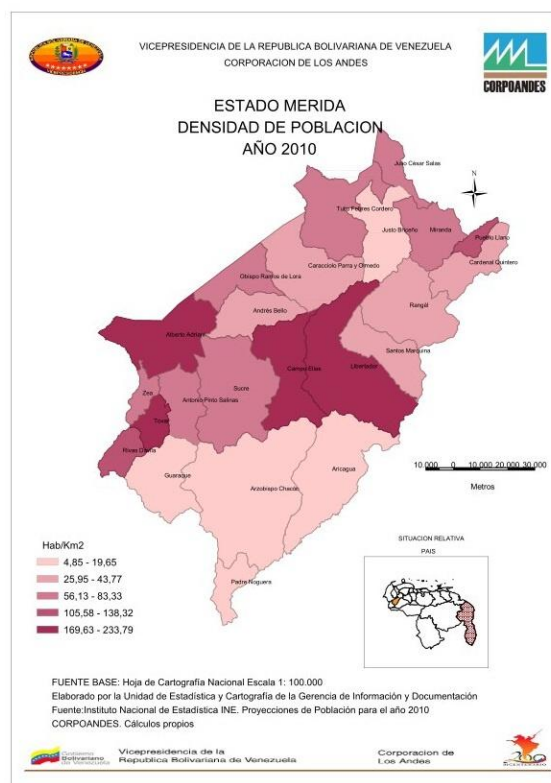 VICEPRESIDENCIA DE LA REPUBLICA BOLIVARIANA DE VENEZUELA
CORPORACION DE LOS ANDES
CORPOANDES
ESTADO MERIDA
DENSIDAD DE POBLACION
AÑO 2010
N
Julio César Salas
Tulio Febres Cordero
Justo Briceño
Miranda
Pueblo Llano
Cardenal Quintero
Caracciolo Parra y Olmedo
Obispo Ramos de Lora
Rangel
Andrés Bello
Alberto Adriani
Santos Marquina
Campo Elías
Libertador
Sucre
Zea
Antonio Pinto Salinas
Tovar
Rivas Dávila
Guaraque
Arzobispo Chacón
Aricagua
Padre Noguera
10.000 0 10.000 20.000 30.000
Metros
Hab/Km2
4,85 - 19,65
25,95 - 43,77
56,13 - 83,33
105,58 - 138,32
169,63 - 233,79
SITUACION RELATIVA
PAIS
FUENTE BASE: Hoja de Cartografía Nacional Escala 1: 100.000
Elaborado por la Unidad de Estadística y Cartografía de la Gerencia de Información y Documentación
Fuente:Instituto Nacional de Estadística INE. Proyecciones de Población para el año 2010
CORPOANDES. Cálculos propios
Gobierno
Bolivariano
de Venezuela
Vicepresidencia de la
República Bolivariana de Venezuela
Corporacion de
Los Andes